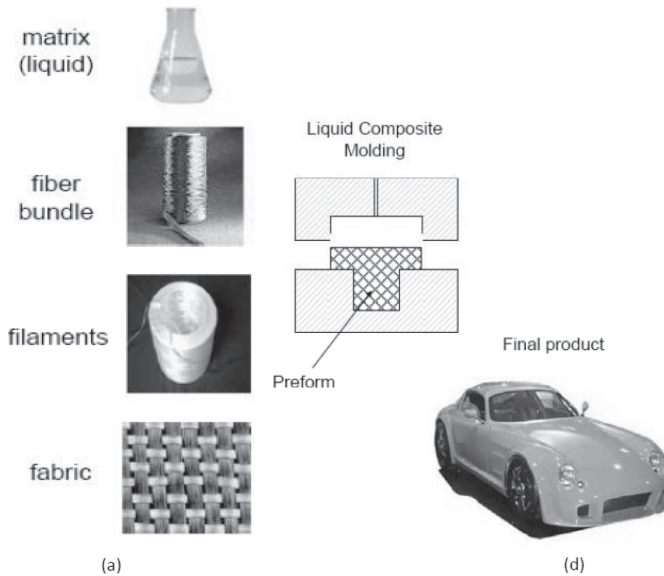 matrix
(liquid)
fiber
bundle
filaments
fabric
(a)
Liquid Composite
Molding
Preform
Final product
(d)